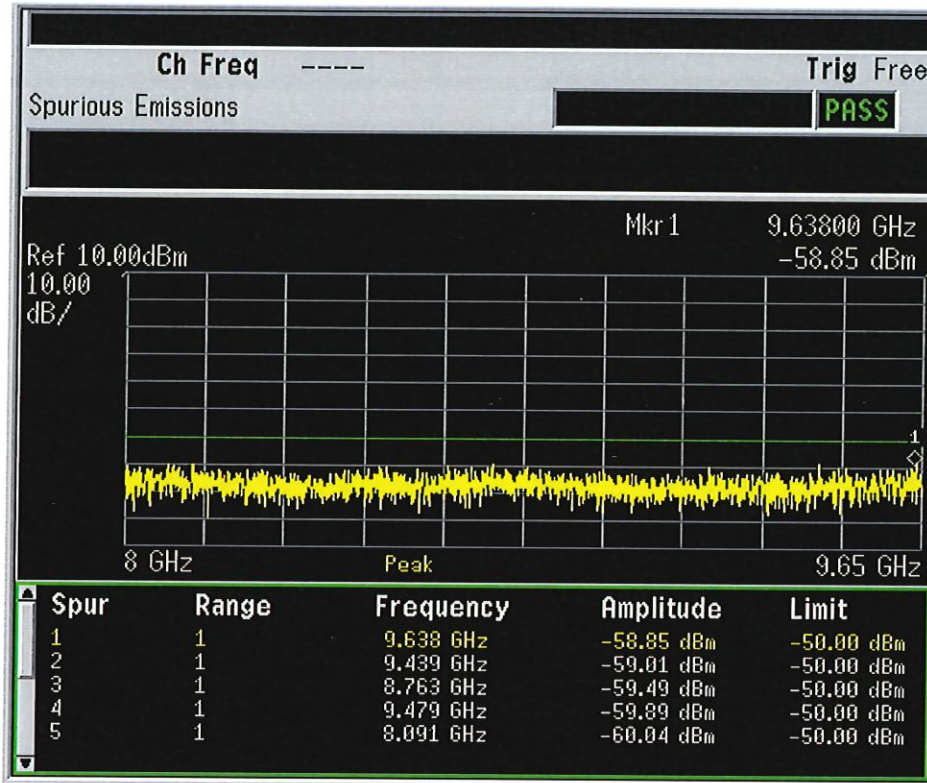 Ch Freq ---- Trig Free
Spurious Emissions PASS
Mkr 1 9.63800 GHz
Ref 10.00dBm -58.85 dBm
10.00
dB/
1
8 GHz Peak 9.65 GHz
Spur Range Frequency Amplitude Limit
1 1 9.638 GHz -58.85 dBm -50.00 dBm
2 1 9.439 GHz -59.01 dBm -50.00 dBm
3 1 8.763 GHz -59.49 dBm -50.00 dBm
4 1 9.479 GHz -59.89 dBm -50.00 dBm
5 1 8.091 GHz -60.04 dBm -50.00 dBm